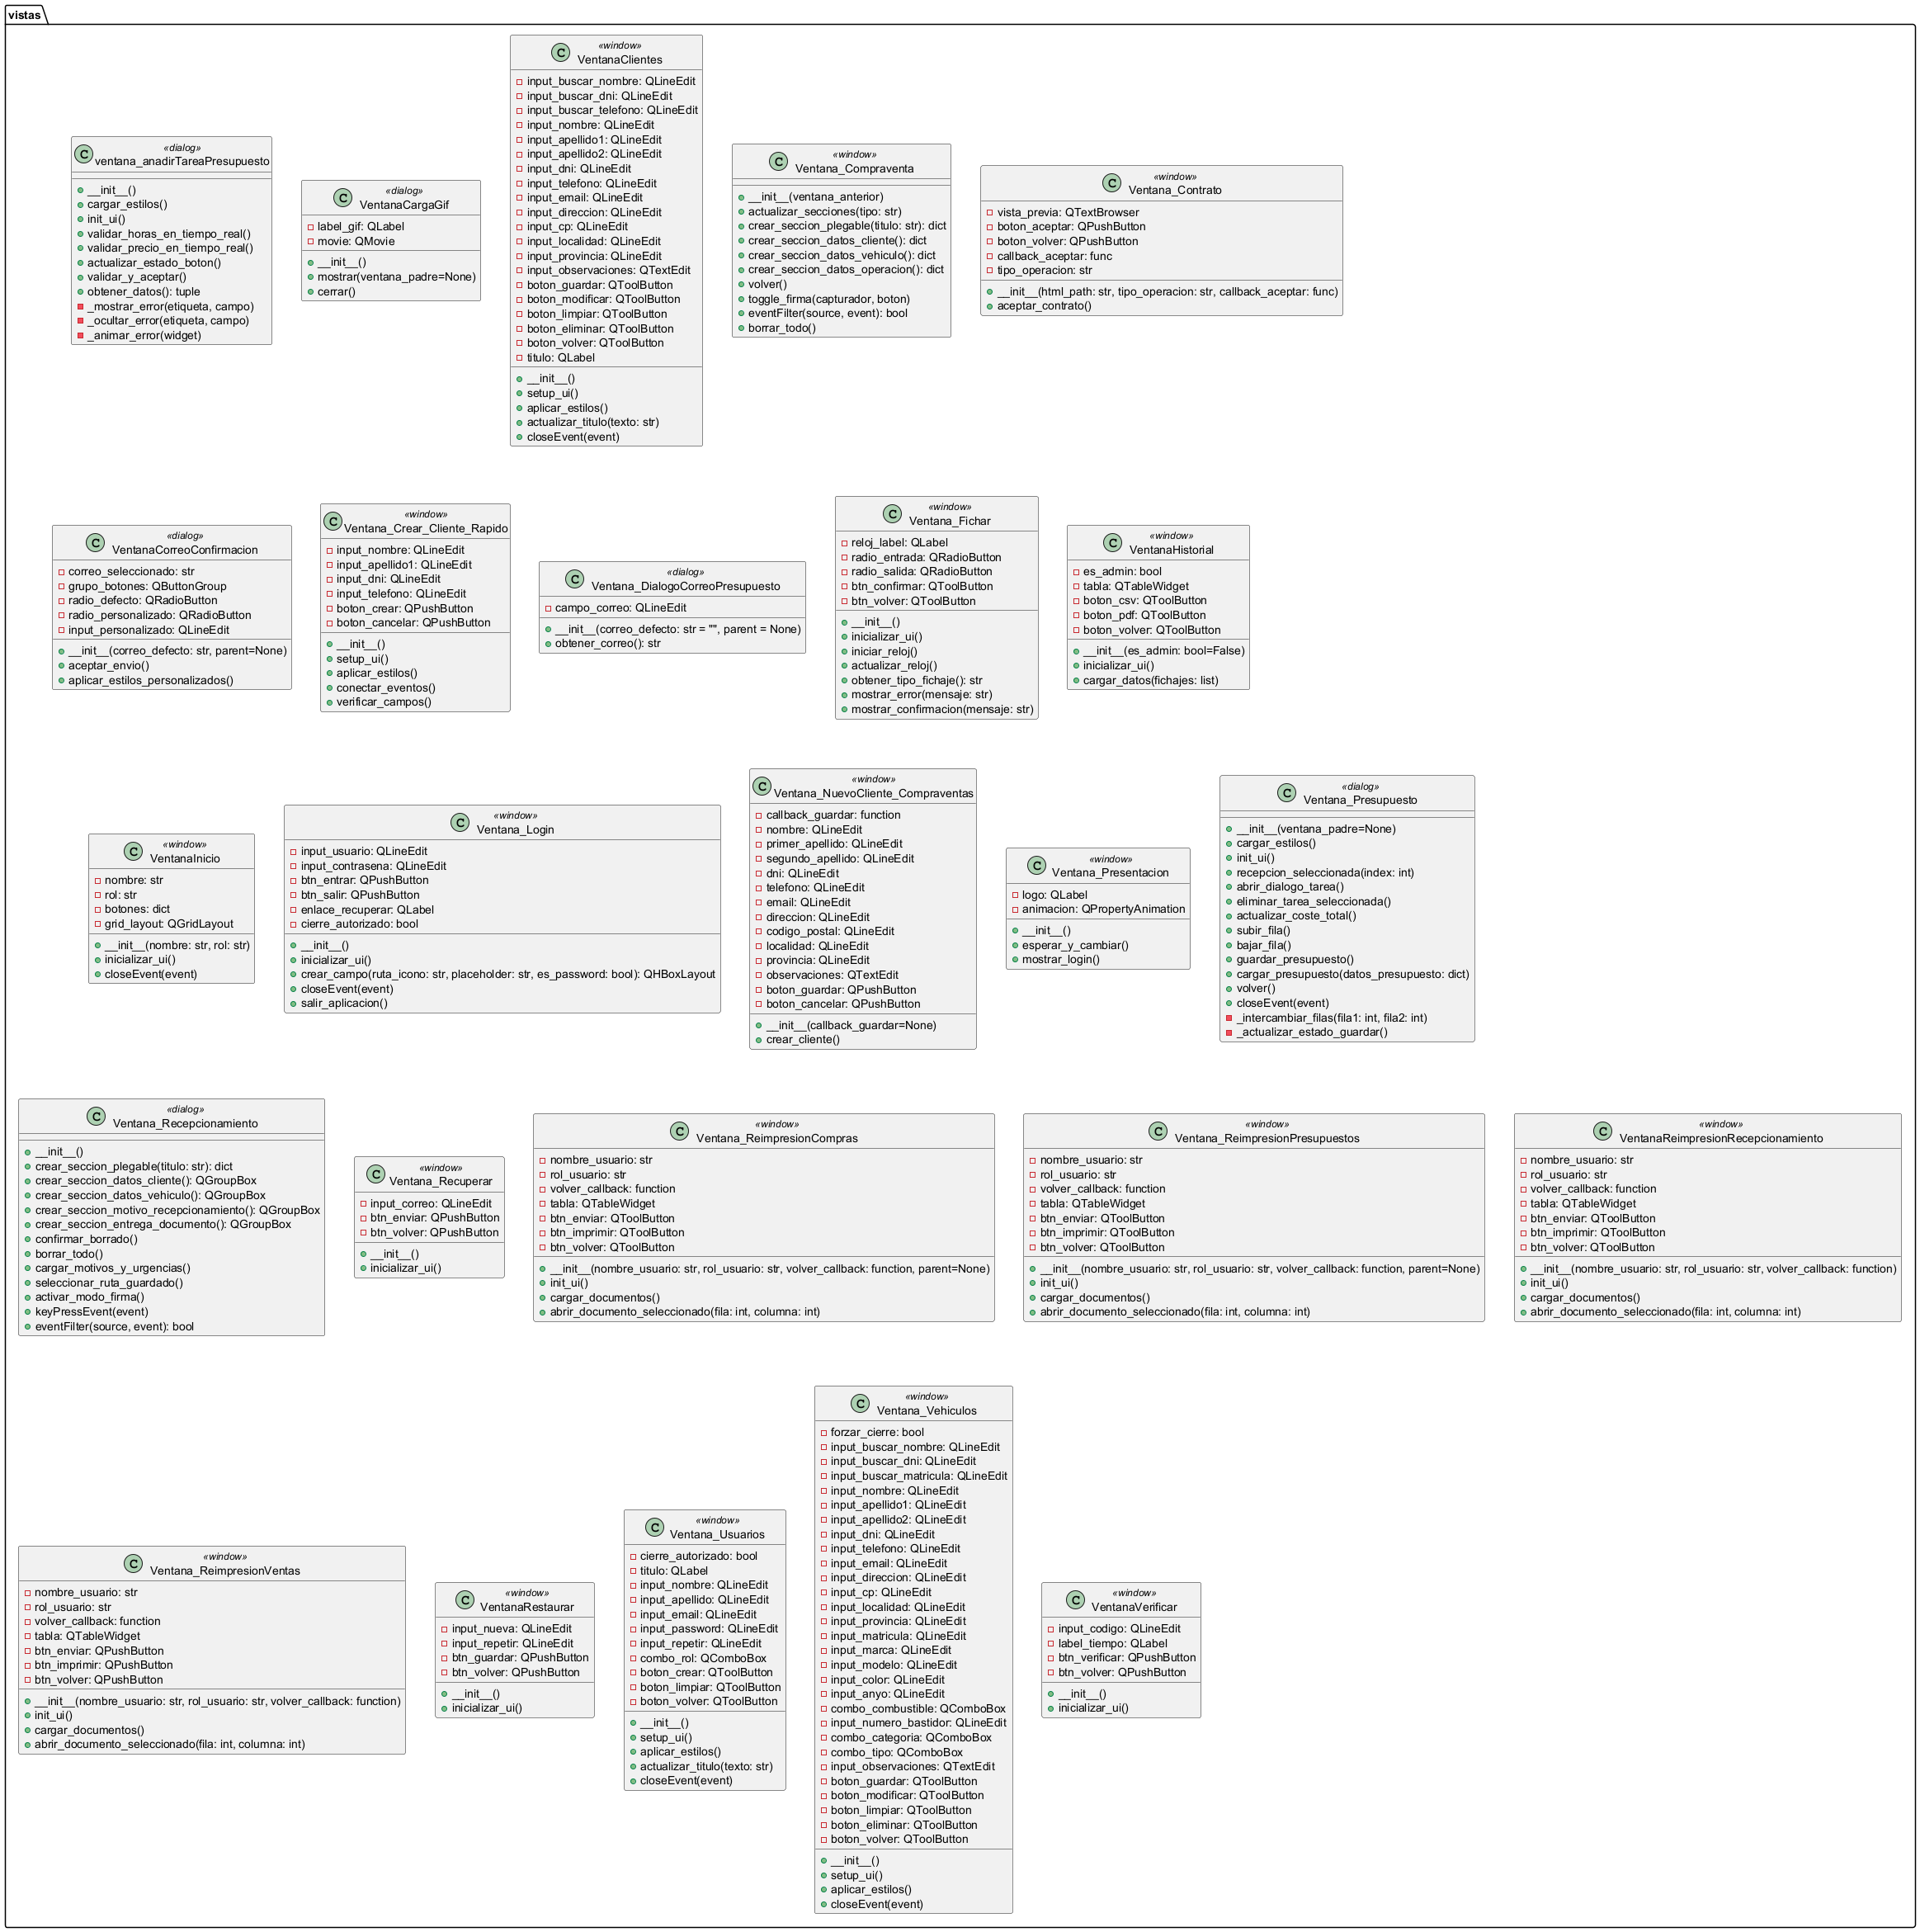 vistas
«dialog»
ventana_anadirTareaPresupuesto
__init__()
cargar_estilos()
init_ui()
validar_horas_en_tiempo_real()
validar_precio_en_tiempo_real()
actualizar_estado_boton()
validar_y_aceptar()
obtener_datos(): tuple
_mostrar_error(etiqueta, campo)
_ocultar_error(etiqueta, campo)
_animar_error(widget)
«dialog»
VentanaCargaGif
label_gif: QLabel
movie: QMovie
__init__()
mostrar(ventana_padre=None)
cerrar()
«window»
VentanaClientes
input_buscar_nombre: QLineEdit
input_buscar_dni: QLineEdit
input_buscar_telefono: QLineEdit
input_nombre: QLineEdit
input_apellido1: QLineEdit
input_apellido2: QLineEdit
input_dni: QLineEdit
input_telefono: QLineEdit
input_email: QLineEdit
input_direccion: QLineEdit
input_cp: QLineEdit
input_localidad: QLineEdit
input_provincia: QLineEdit
input_observaciones: QTextEdit
boton_guardar: QToolButton
boton_modificar: QToolButton
boton_limpiar: QToolButton
boton_eliminar: QToolButton
boton_volver: QToolButton
titulo: QLabel
__init__()
setup_ui()
aplicar_estilos()
actualizar_titulo(texto: str)
closeEvent(event)
«window»
Ventana_Compraventa
__init__(ventana_anterior)
actualizar_secciones(tipo: str)
crear_seccion_plegable(titulo: str): dict
crear_seccion_datos_cliente(): dict
crear_seccion_datos_vehiculo(): dict
crear_seccion_datos_operacion(): dict
volver()
toggle_firma(capturador, boton)
eventFilter(source, event): bool
borrar_todo()
«window»
Ventana_Contrato
vista_previa: QTextBrowser
boton_aceptar: QPushButton
boton_volver: QPushButton
callback_aceptar: func
tipo_operacion: str
__init__(html_path: str, tipo_operacion: str, callback_aceptar: func)
aceptar_contrato()
«dialog»
VentanaCorreoConfirmacion
correo_seleccionado: str
grupo_botones: QButtonGroup
radio_defecto: QRadioButton
radio_personalizado: QRadioButton
input_personalizado: QLineEdit
__init__(correo_defecto: str, parent=None)
aceptar_envio()
aplicar_estilos_personalizados()
«window»
Ventana_Crear_Cliente_Rapido
input_nombre: QLineEdit
input_apellido1: QLineEdit
input_dni: QLineEdit
input_telefono: QLineEdit
boton_crear: QPushButton
boton_cancelar: QPushButton
__init__()
setup_ui()
aplicar_estilos()
conectar_eventos()
verificar_campos()
«dialog»
Ventana_DialogoCorreoPresupuesto
campo_correo: QLineEdit
__init__(correo_defecto: str = "", parent = None)
obtener_correo(): str
«window»
Ventana_Fichar
reloj_label: QLabel
radio_entrada: QRadioButton
radio_salida: QRadioButton
btn_confirmar: QToolButton
btn_volver: QToolButton
__init__()
inicializar_ui()
iniciar_reloj()
actualizar_reloj()
obtener_tipo_fichaje(): str
mostrar_error(mensaje: str)
mostrar_confirmacion(mensaje: str)
«window»
VentanaHistorial
es_admin: bool
tabla: QTableWidget
boton_csv: QToolButton
boton_pdf: QToolButton
boton_volver: QToolButton
__init__(es_admin: bool=False)
inicializar_ui()
cargar_datos(fichajes: list)
«window»
VentanaInicio
nombre: str
rol: str
botones: dict
grid_layout: QGridLayout
__init__(nombre: str, rol: str)
inicializar_ui()
closeEvent(event)
«window»
Ventana_Login
input_usuario: QLineEdit
input_contrasena: QLineEdit
btn_entrar: QPushButton
btn_salir: QPushButton
enlace_recuperar: QLabel
cierre_autorizado: bool
__init__()
inicializar_ui()
crear_campo(ruta_icono: str, placeholder: str, es_password: bool): QHBoxLayout
closeEvent(event)
salir_aplicacion()
«window»
Ventana_NuevoCliente_Compraventas
callback_guardar: function
nombre: QLineEdit
primer_apellido: QLineEdit
segundo_apellido: QLineEdit
dni: QLineEdit
telefono: QLineEdit
email: QLineEdit
direccion: QLineEdit
codigo_postal: QLineEdit
localidad: QLineEdit
provincia: QLineEdit
observaciones: QTextEdit
boton_guardar: QPushButton
boton_cancelar: QPushButton
__init__(callback_guardar=None)
crear_cliente()
«window»
Ventana_Presentacion
logo: QLabel
animacion: QPropertyAnimation
__init__()
esperar_y_cambiar()
mostrar_login()
«dialog»
Ventana_Presupuesto
__init__(ventana_padre=None)
cargar_estilos()
init_ui()
recepcion_seleccionada(index: int)
abrir_dialogo_tarea()
eliminar_tarea_seleccionada()
actualizar_coste_total()
subir_fila()
bajar_fila()
guardar_presupuesto()
cargar_presupuesto(datos_presupuesto: dict)
volver()
closeEvent(event)
_intercambiar_filas(fila1: int, fila2: int)
_actualizar_estado_guardar()
«dialog»
Ventana_Recepcionamiento
__init__()
crear_seccion_plegable(titulo: str): dict
crear_seccion_datos_cliente(): QGroupBox
crear_seccion_datos_vehiculo(): QGroupBox
crear_seccion_motivo_recepcionamiento(): QGroupBox
crear_seccion_entrega_documento(): QGroupBox
confirmar_borrado()
borrar_todo()
cargar_motivos_y_urgencias()
seleccionar_ruta_guardado()
activar_modo_firma()
keyPressEvent(event)
eventFilter(source, event): bool
«window»
Ventana_Recuperar
input_correo: QLineEdit
btn_enviar: QPushButton
btn_volver: QPushButton
__init__()
inicializar_ui()
«window»
Ventana_ReimpresionCompras
nombre_usuario: str
rol_usuario: str
volver_callback: function
tabla: QTableWidget
btn_enviar: QToolButton
btn_imprimir: QToolButton
btn_volver: QToolButton
__init__(nombre_usuario: str, rol_usuario: str, volver_callback: function, parent=None)
init_ui()
cargar_documentos()
abrir_documento_seleccionado(fila: int, columna: int)
«window»
Ventana_ReimpresionPresupuestos
nombre_usuario: str
rol_usuario: str
volver_callback: function
tabla: QTableWidget
btn_enviar: QToolButton
btn_imprimir: QToolButton
btn_volver: QToolButton
__init__(nombre_usuario: str, rol_usuario: str, volver_callback: function, parent=None)
init_ui()
cargar_documentos()
abrir_documento_seleccionado(fila: int, columna: int)
«window»
VentanaReimpresionRecepcionamiento
nombre_usuario: str
rol_usuario: str
volver_callback: function
tabla: QTableWidget
btn_enviar: QToolButton
btn_imprimir: QToolButton
btn_volver: QToolButton
__init__(nombre_usuario: str, rol_usuario: str, volver_callback: function)
init_ui()
cargar_documentos()
abrir_documento_seleccionado(fila: int, columna: int)
«window»
Ventana_ReimpresionVentas
nombre_usuario: str
rol_usuario: str
volver_callback: function
tabla: QTableWidget
btn_enviar: QPushButton
btn_imprimir: QPushButton
btn_volver: QPushButton
__init__(nombre_usuario: str, rol_usuario: str, volver_callback: function)
init_ui()
cargar_documentos()
abrir_documento_seleccionado(fila: int, columna: int)
«window»
VentanaRestaurar
input_nueva: QLineEdit
input_repetir: QLineEdit
btn_guardar: QPushButton
btn_volver: QPushButton
__init__()
inicializar_ui()
«window»
Ventana_Usuarios
cierre_autorizado: bool
titulo: QLabel
input_nombre: QLineEdit
input_apellido: QLineEdit
input_email: QLineEdit
input_password: QLineEdit
input_repetir: QLineEdit
combo_rol: QComboBox
boton_crear: QToolButton
boton_limpiar: QToolButton
boton_volver: QToolButton
__init__()
setup_ui()
aplicar_estilos()
actualizar_titulo(texto: str)
closeEvent(event)
«window»
Ventana_Vehiculos
forzar_cierre: bool
input_buscar_nombre: QLineEdit
input_buscar_dni: QLineEdit
input_buscar_matricula: QLineEdit
input_nombre: QLineEdit
input_apellido1: QLineEdit
input_apellido2: QLineEdit
input_dni: QLineEdit
input_telefono: QLineEdit
input_email: QLineEdit
input_direccion: QLineEdit
input_cp: QLineEdit
input_localidad: QLineEdit
input_provincia: QLineEdit
input_matricula: QLineEdit
input_marca: QLineEdit
input_modelo: QLineEdit
input_color: QLineEdit
input_anyo: QLineEdit
combo_combustible: QComboBox
input_numero_bastidor: QLineEdit
combo_categoria: QComboBox
combo_tipo: QComboBox
input_observaciones: QTextEdit
boton_guardar: QToolButton
boton_modificar: QToolButton
boton_limpiar: QToolButton
boton_eliminar: QToolButton
boton_volver: QToolButton
__init__()
setup_ui()
aplicar_estilos()
closeEvent(event)
«window»
VentanaVerificar
input_codigo: QLineEdit
label_tiempo: QLabel
btn_verificar: QPushButton
btn_volver: QPushButton
__init__()
inicializar_ui()